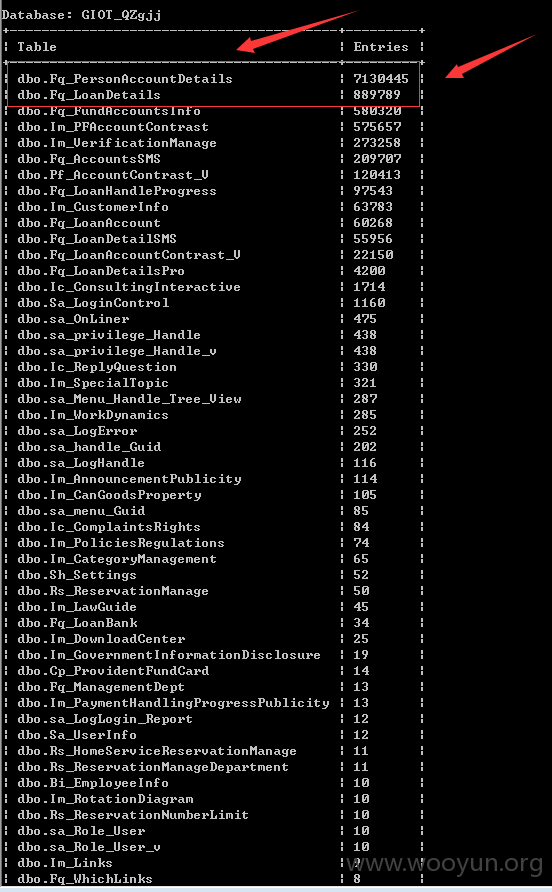 Database: GIOT_QZgjj
Table Entries
dbo.Fq_PersonAccountDetails 7130445
dbo.Fq_LoanDetails 889789
dbo.Fq_FundAccountsInfo 580320
dbo.Im_PFAccountContrast 575657
dbo.Im_VerificationManage 273258
dbo.Fq_AccountsSMS 209707
dbo.Pf_AccountContrast_V 120413
dbo.Fq_LoanHandleProgress 97543
dbo.Im_CustomerInfo 63783
dbo.Fq_LoanAccount 60268
dbo.Fq_LoanDetailSMS 55956
dbo.Fq_LoanAccountContrast_V 22150
dbo.Fq_LoanDetailsPro 4200
dbo.Ic_ConsultingInteractive 1714
dbo.Sa_LoginControl 1160
dbo.sa_OnLiner 475
dbo.sa_privilege_Handle 438
dbo.sa_privilege_Handle_v 438
dbo.Ic_ReplyQuestion 330
dbo.Im_SpecialTopic 321
dbo.sa_Menu_Handle_Tree_View 287
dbo.Im_WorkDynamics 285
dbo.sa_LogError 252
dbo.sa_handle_Guid 202
dbo.sa_LogHandle 116
dbo.Im_AnnouncementPublicity 114
dbo.Im_CanGoodsProperty 105
dbo.sa_menu_Guid 85
dbo.Ic_ComplaintsRights 84
dbo.Im_PoliciesRegulations 74
dbo.Im_CategoryManagement 65
dbo.Sh_Settings 52
dbo.Rs_ReservationManage 50
dbo.Im_LawGuide 45
dbo.Fq_LoanBank 34
dbo.Im_DownloadCenter 25
dbo.Im_GovernmentInformationDisclosure 19
dbo.Cp_ProvidentFundCard 14
dbo.Fq_ManagementDept 13
dbo.Im_PaymentHandlingProgressPublicity 13
dbo.sa_LogLogin_Report 12
dbo.Sa_UserInfo 12
dbo.Rs_HomeServiceReservationManage 11
dbo.Rs_ReservationManageDepartment 11
dbo.Bi_EmployeeInfo 10
dbo.Im_RotationDiagram 10
dbo.Rs_ReservationNumberLimit 10
dbo.sa_Role_User 10
dbo.sa_Role_User_v 10
dbo.Im_Links 9
dbo.Fq_WhichLinks 8
www.wooyun.org